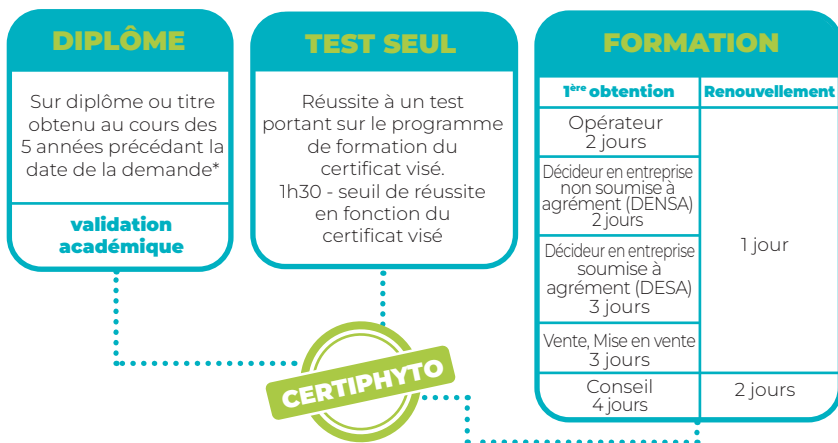 DIPLÔME
Sur diplôme ou titre
obtenu au cours des
5 années précédant la
date de la demande*
validation
académique
TEST SEUL
Réussite à un test
portant sur le programme
de formation du
certificat visé.
1h30 - seuil de réussite
en fonction du
certificat visé
FORMATION
1ère obtention
Renouvellement
Opérateur
2 jours
Décideur en entreprise
non soumise à
agrément (DENSA)
2 jours
Décideur en entreprise
soumise à
agrément (DESA)
3 jours
Vente, Mise en vente
3 jours
1 jour
Conseil
4 jours
2 jours
CERTIPHYTO